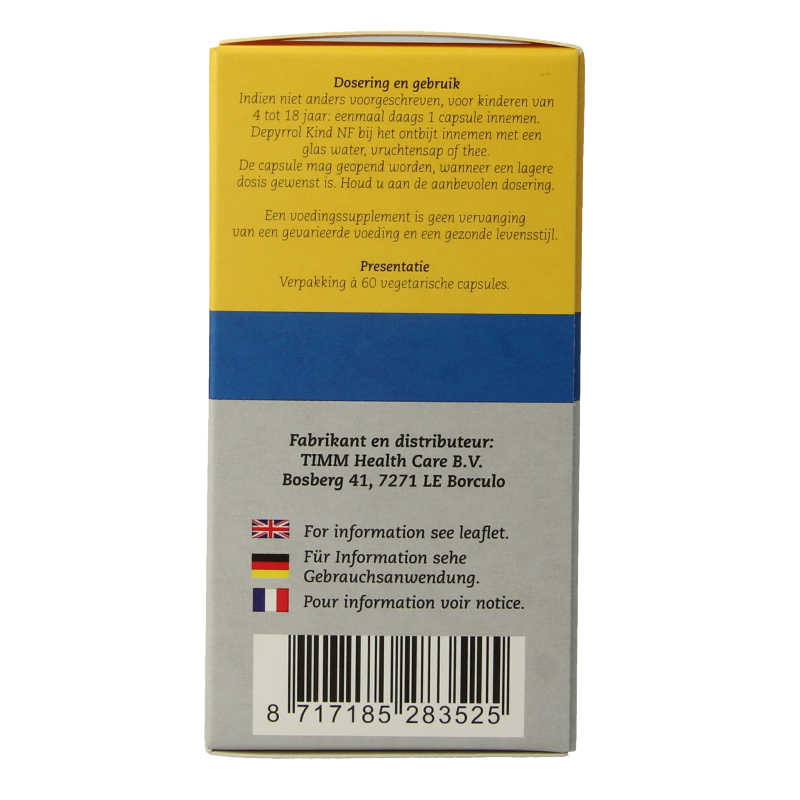 Dosering en gebruik
Indien niet anders voorgeschreven, voor kinderen van
4 tot 18 jaar: eenmaal daags 1 capsule innemen.
Depyrrol Kind NF bij het ontbijt innemen met een
glas water, vruchtensap of thee.
De capsule mag geopend worden, wanneer een lagere
dosis gewenst is. Houd u aan de aanbevolen dosering.
Een voedingssupplement is geen vervanging
van een gevarieerde voeding en een gezonde levensstijl.
Presentatie
Verpakking à 60 vegetarische capsules.
Fabrikant en distributeur:
TIMM Health Care B.V.
Bosberg 41, 7271 LE Borculo
For information see leaflet.
Für Information sehe
Gebrauchsanwendung.
Pour information voir notice.
8 717185 283525